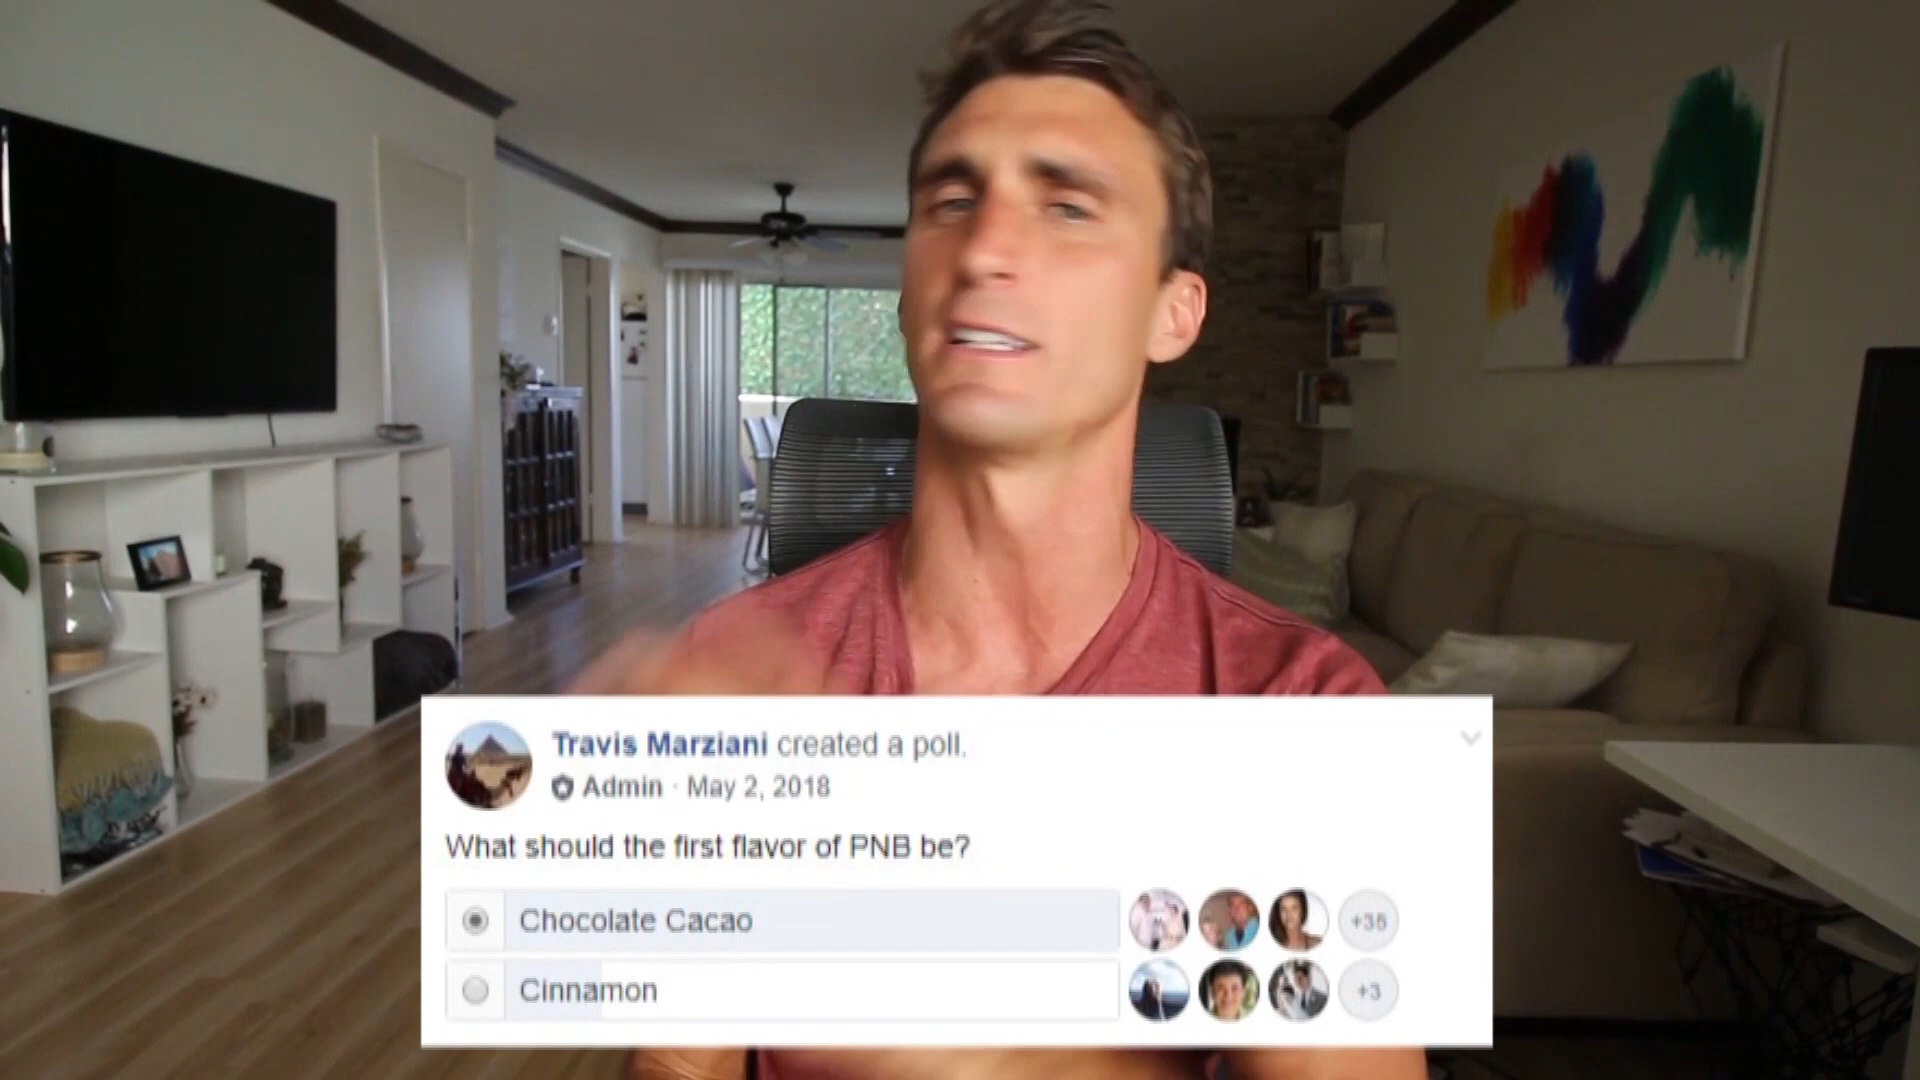 Travis Marziani created a poll.
Admin · May 2, 2018
What should the first flavor of PNB be?
Chocolate Cacao
+35
Cinnamon
+3